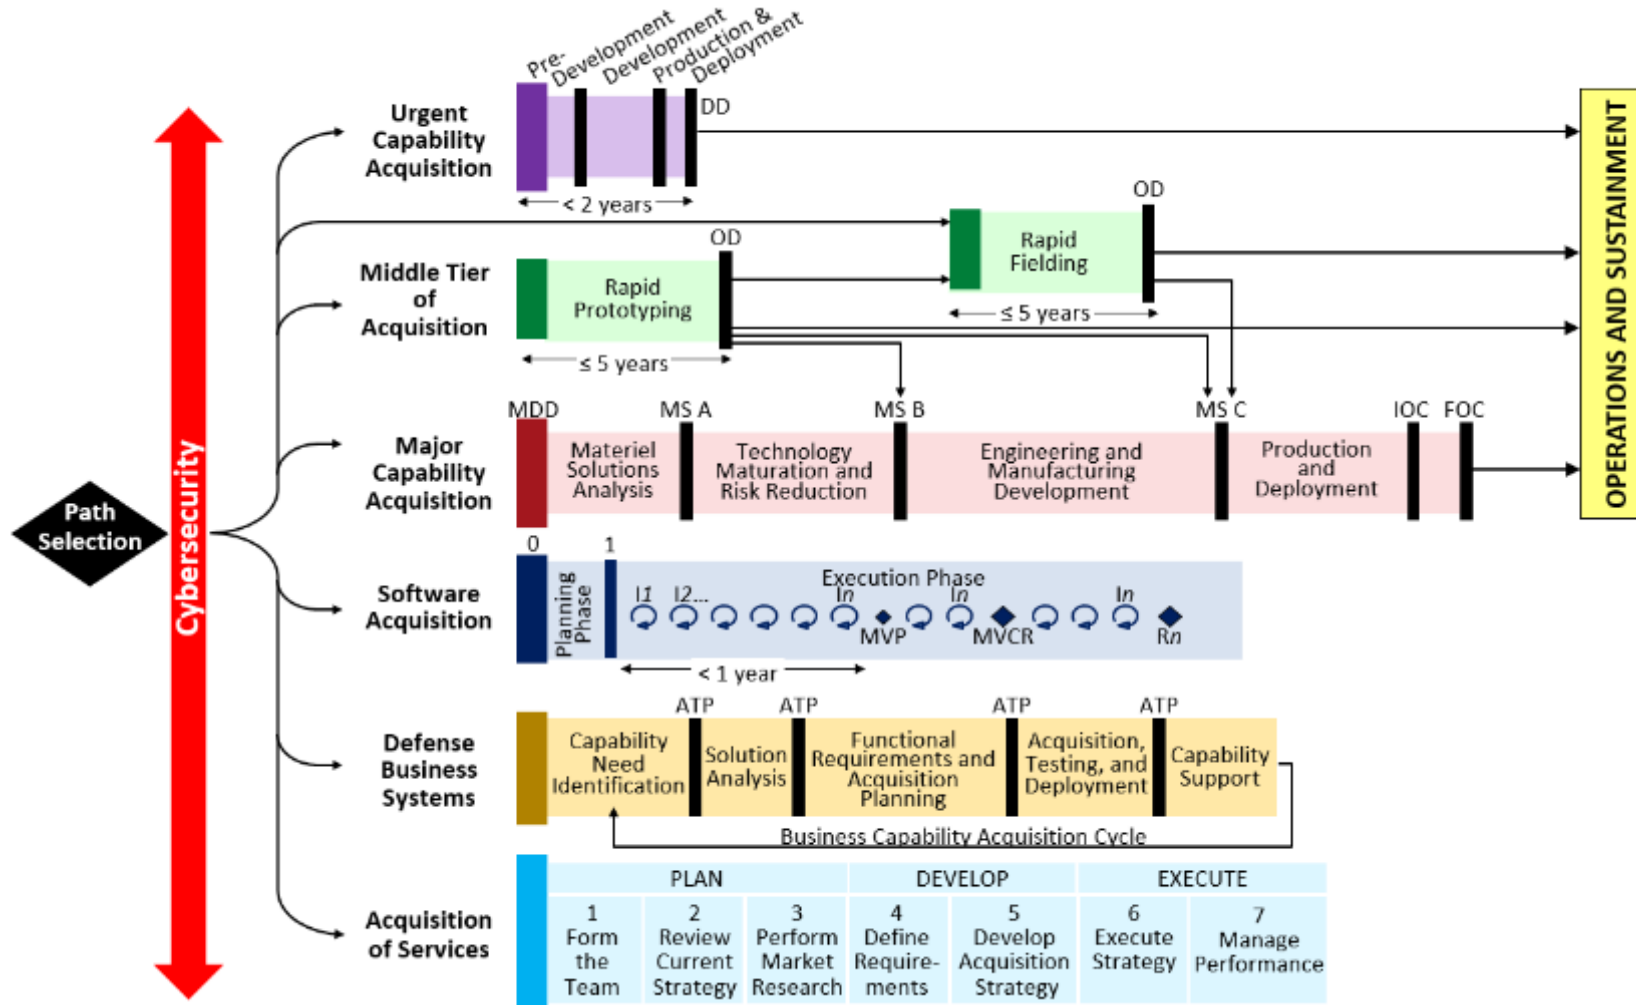 Pre-
Development
Development
Production &
Deployment
Urgent
Capability
Acquisition
DD
< 2 years
OD
Rapid
Fielding
≤ 5 years
Middle Tier
of
Acquisition
OD
Rapid
Prototyping
≤ 5 years
OPERATIONS AND SUSTAINMENT
Cybersecurity
Path
Selection
Major
Capability
Acquisition
MDD
MS A
MS B
MS C
IOC
FOC
Materiel
Solutions
Analysis
Technology
Maturation and
Risk Reduction
Engineering and
Manufacturing
Development
Production
and
Deployment
Software
Acquisition
0
1
Planning
Phase
Execution Phase
I1
I2...
In
In
In
MVP
MVCR
Rn
< 1 year
Defense
Business
Systems
ATP
ATP
ATP
ATP
Capability
Need
Identification
Solution
Analysis
Functional
Requirements and
Acquisition
Planning
Acquisition,
Testing, and
Deployment
Capability
Support
Business Capability Acquisition Cycle
Acquisition
of Services
PLAN
DEVELOP
EXECUTE
1
Form
the
Team
2
Review
Current
Strategy
3
Perform
Market
Research
4
Define
Require-
ments
5
Develop
Acquisition
Strategy
6
Execute
Strategy
7
Manage
Performance